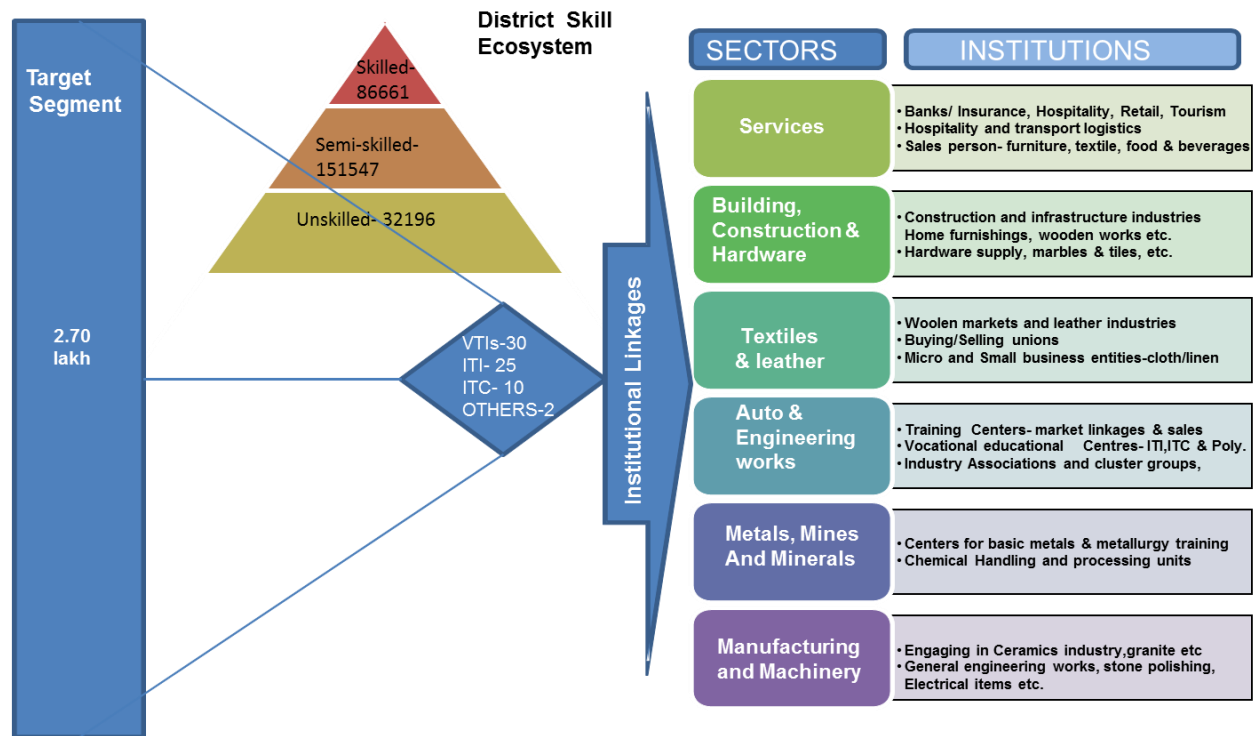 District Skill
Ecosystem
Target
Segment
2.70
lakh
Skilled-
86661
Semi-skilled-
151547
Unskilled- 32196
VTIs-30
ITI- 25
ITC- 10
OTHERS-2
Institutional Linkages
SECTORS
INSTITUTIONS
Services
• Banks/ Insurance, Hospitality, Retail, Tourism
• Hospitality and transport logistics
• Sales person- furniture, textile, food & beverages
Building,
Construction &
Hardware
• Construction and infrastructure industries
Home furnishings, wooden works etc.
• Hardware supply, marbles & tiles, etc.
Textiles
& leather
• Woolen markets and leather industries
• Buying/Selling unions
• Micro and Small business entities-cloth/linen
Auto &
Engineering
works
• Training Centers- market linkages & sales
• Vocational educational Centres- ITI,ITC & Poly.
• Industry Associations and cluster groups,
Metals, Mines
And Minerals
• Centers for basic metals & metallurgy training
• Chemical Handling and processing units
Manufacturing
and Machinery
• Engaging in Ceramics industry,granite etc
• General engineering works, stone polishing,
Electrical items etc.